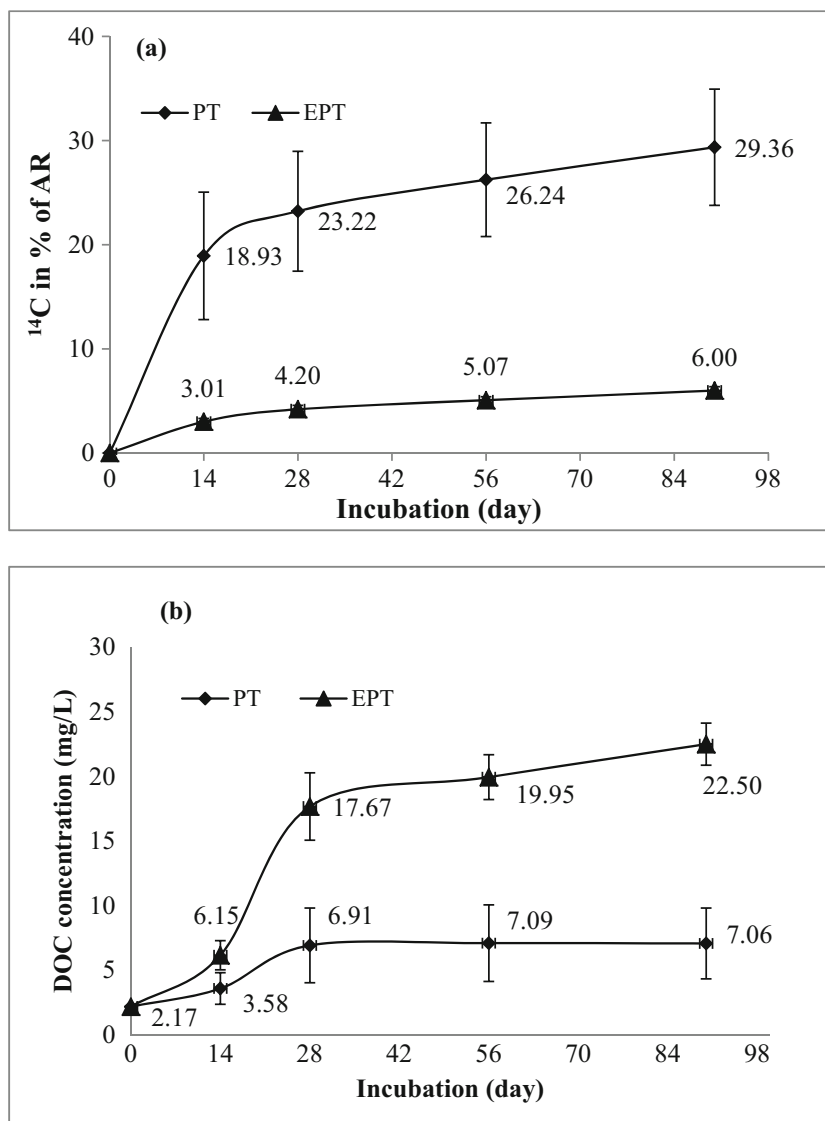 (a)
PT EPT
¹⁴C in % of AR
40
30
20
10
0
29.36
26.24
23.22
18.93
6.00
5.07
4.20
3.01
0 14 28 42 56 70 84 98
Incubation (day)
(b)
PT EPT
DOC concentration (mg/L)
30
25
20
15
10
5
0
22.50
19.95
17.67
6.15
6.91
7.09
7.06
3.58
2.17
0 14 28 42 56 70 84 98
Incubation (day)